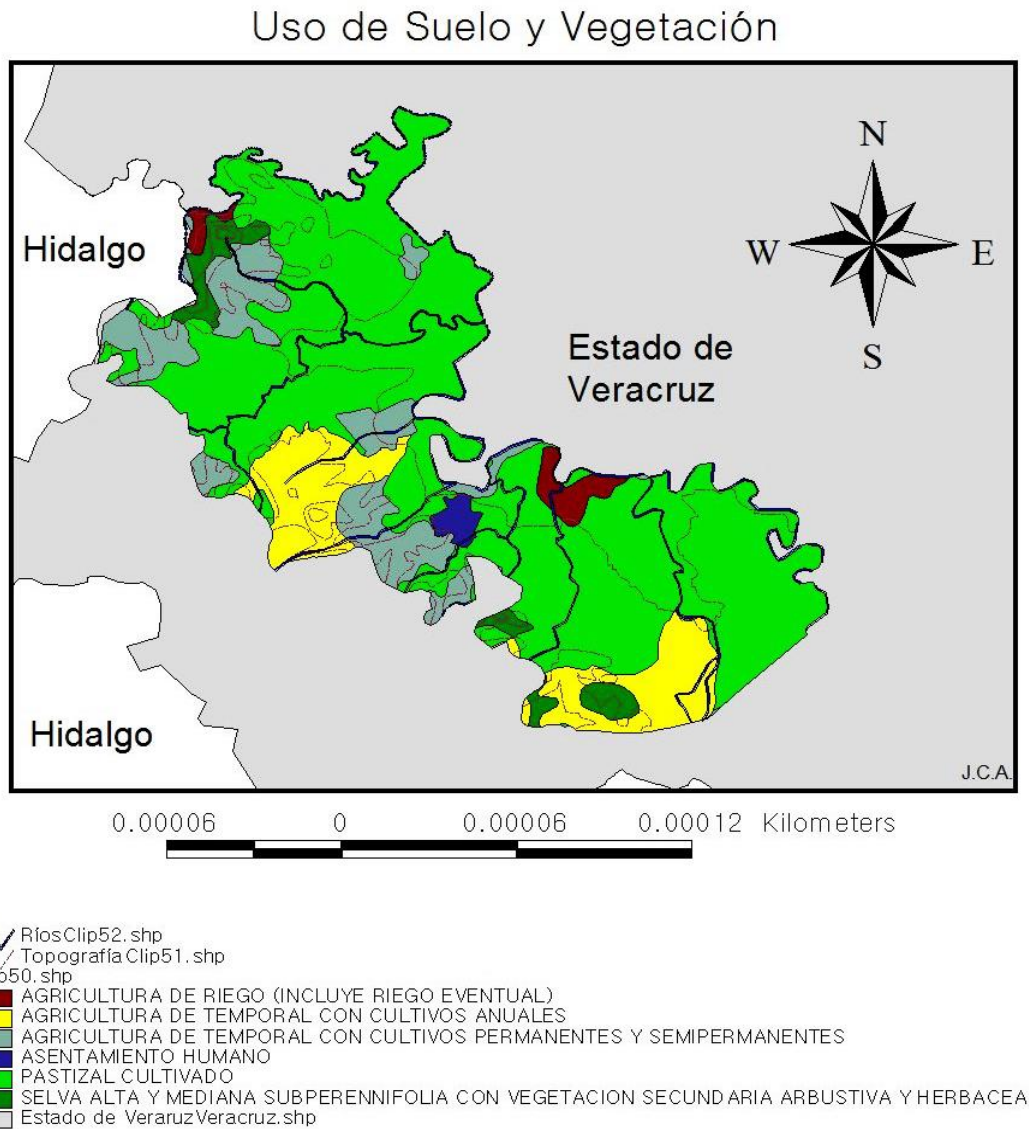 Uso de Suelo y Vegetación
N
Hidalgo
W
E
S
Estado de
Veracruz
Hidalgo
J.C.A.
0.00006 0 0.00006 0.00012 Kilometers
RíosClip52.shp
TopografíaClip51.shp
50.shp
AGRICULTURA DE RIEGO (INCLUYE RIEGO EVENTUAL)
AGRICULTURA DE TEMPORAL CON CULTIVOS ANUALES
AGRICULTURA DE TEMPORAL CON CULTIVOS PERMANENTES Y SEMIPERMANENTES
ASENTAMIENTO HUMANO
PASTIZAL CULTIVADO
SELVA ALTA Y MEDIANA SUBPERENNIFOLIA CON VEGETACION SECUNDARIA ARBUSTIVA Y HERBACEA
Estado de VeraruzVeracruz.shp